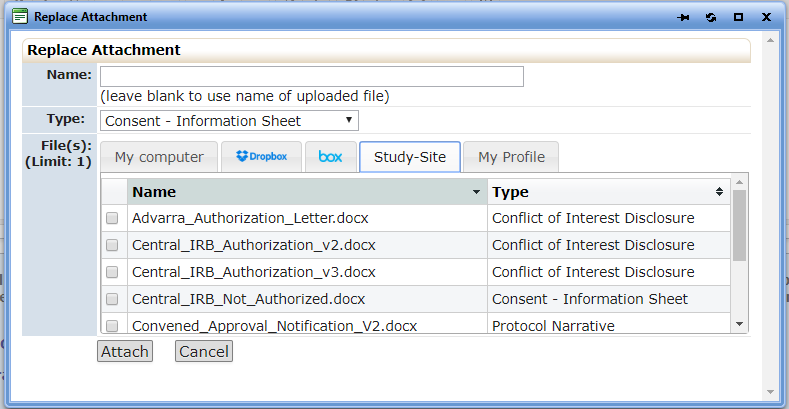 Replace Attachment
Replace Attachment
Name:
(leave blank to use name of uploaded file)
Type: Consent - Information Sheet
File(s): My computer Dropbox box Study-Site My Profile
(Limit: 1)
Name Type
Advarra_Authorization_Letter.docx Conflict of Interest Disclosure
Central_IRB_Authorization_v2.docx Conflict of Interest Disclosure
Central_IRB_Authorization_v3.docx Conflict of Interest Disclosure
Central_IRB_Not_Authorized.docx Consent - Information Sheet
Convened_Approval_Notification_V2.docx Protocol Narrative
Attach Cancel